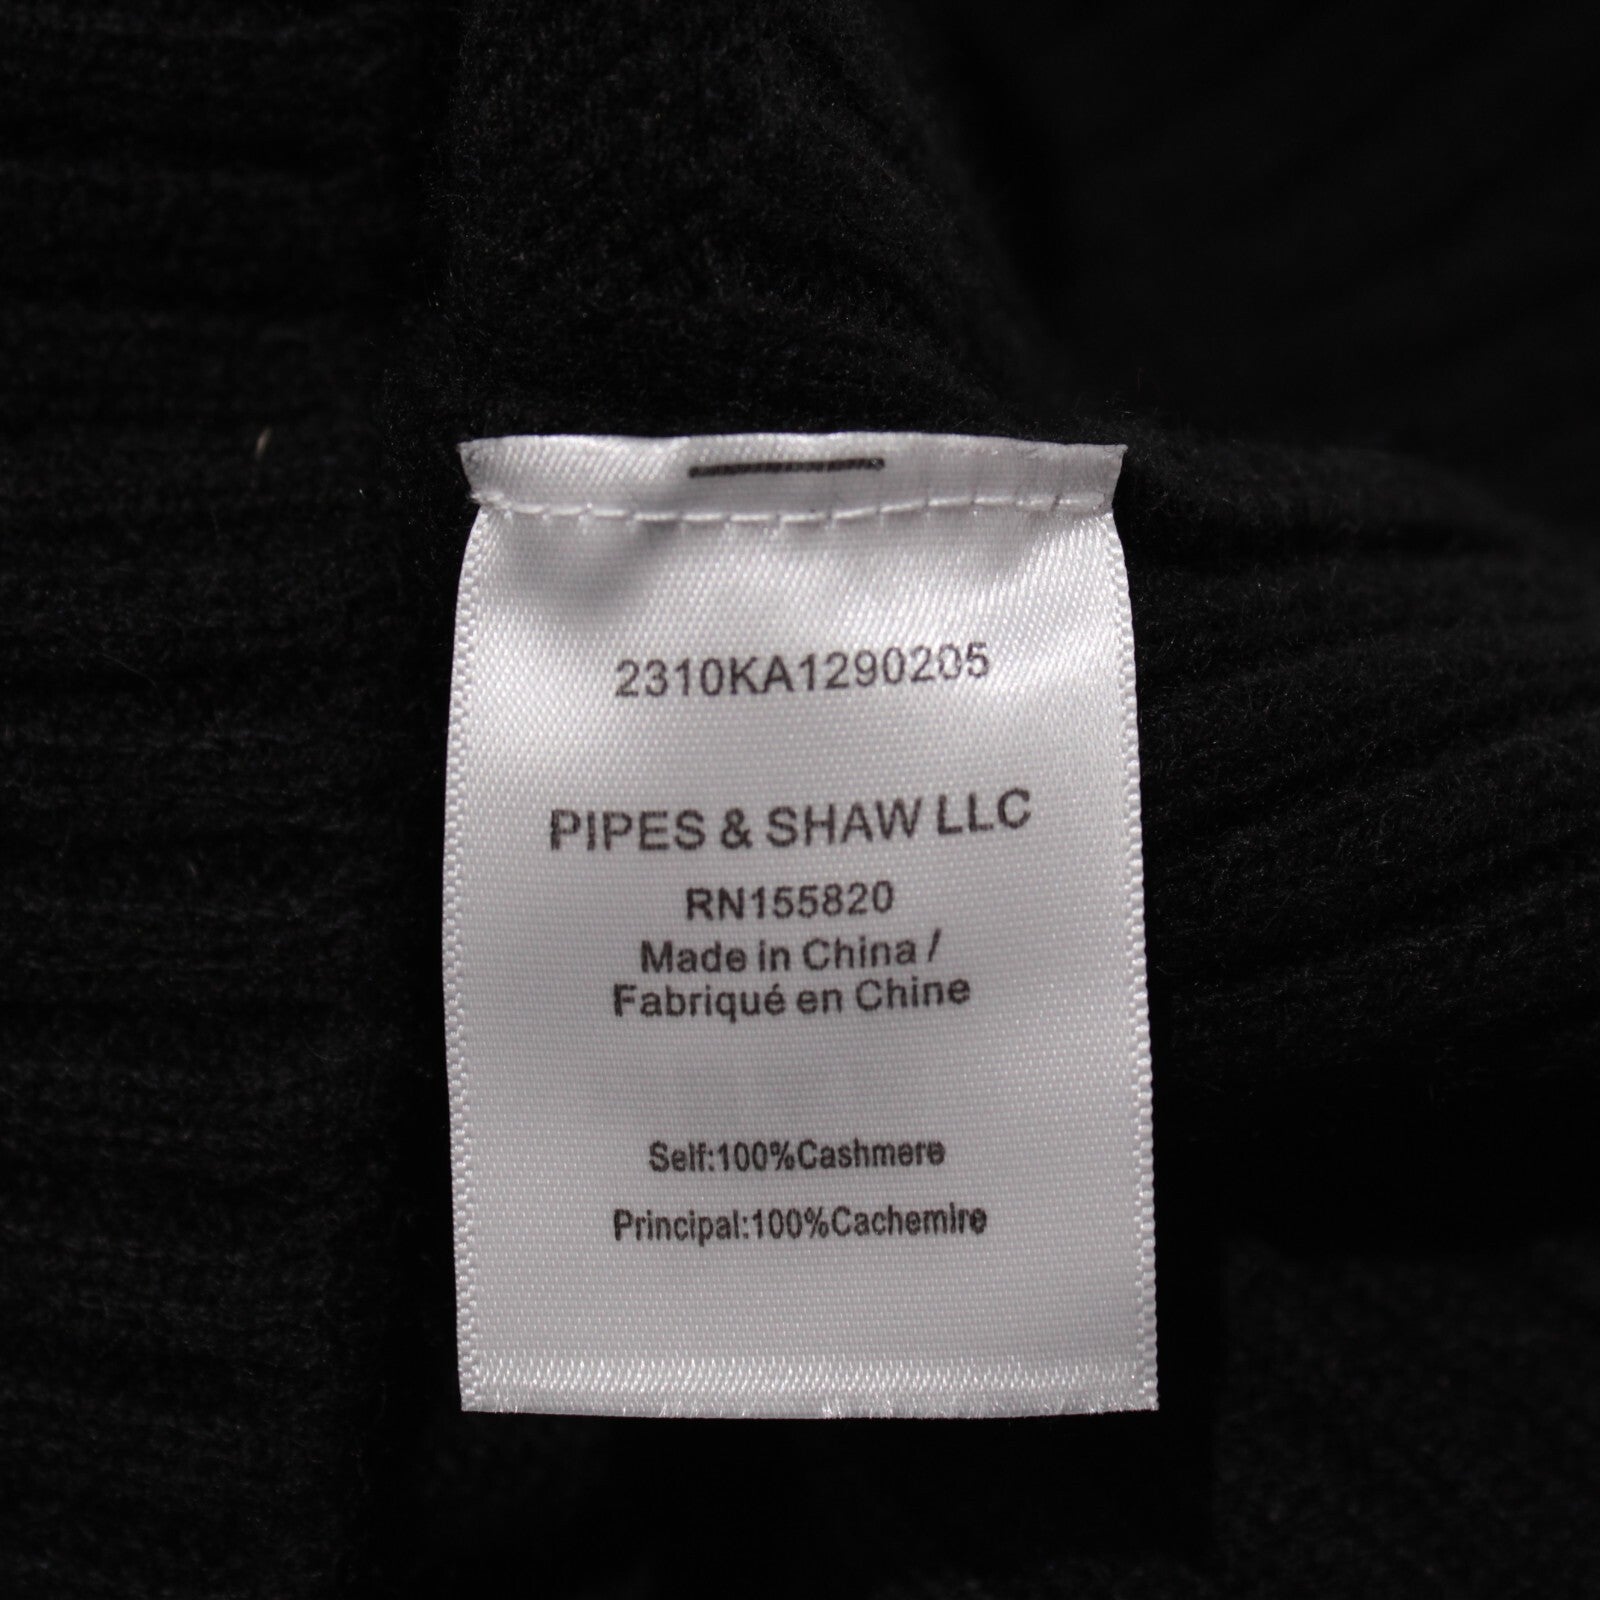 2310KA1290205
PIPES & SHAW LLC
RN155820
Made in China /
Fabriqué en Chine
Self:100%Cashmere
Principal:100%Cachemire